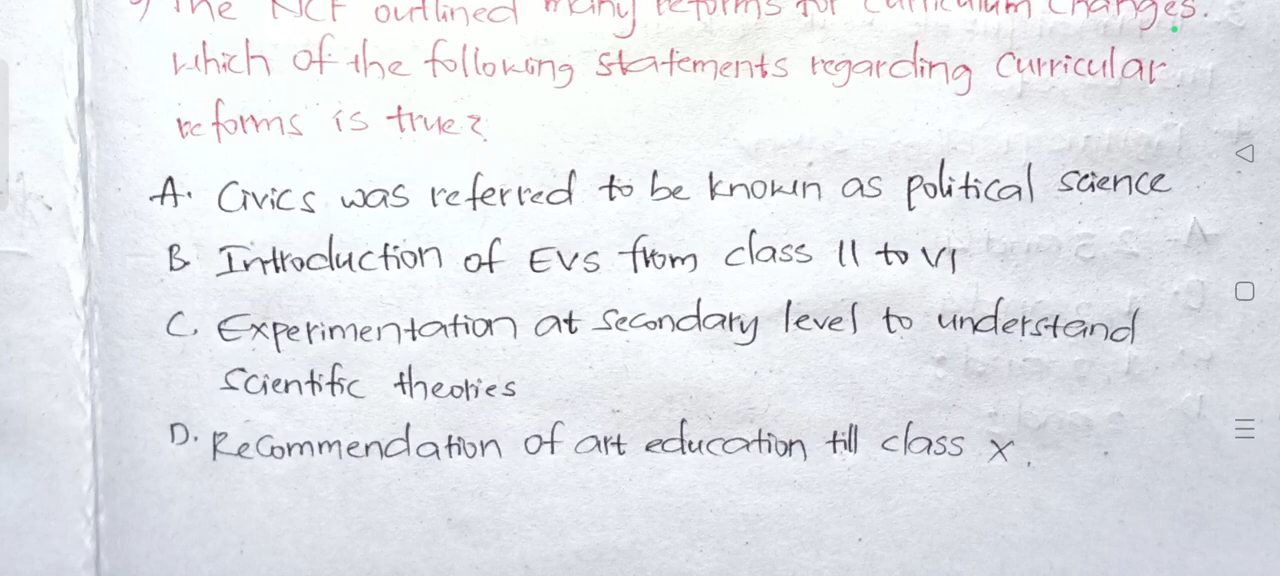 The NCF outlined many reforms for curriculum changes.
Which of the following statements regarding Curricular
reforms is true?
A. Civics was referred to be known as political science
B Introduction of EVS from class II to VI
C. Experimentation at secondary level to understand
Scientific theories
D. Recommendation of art education till class X.